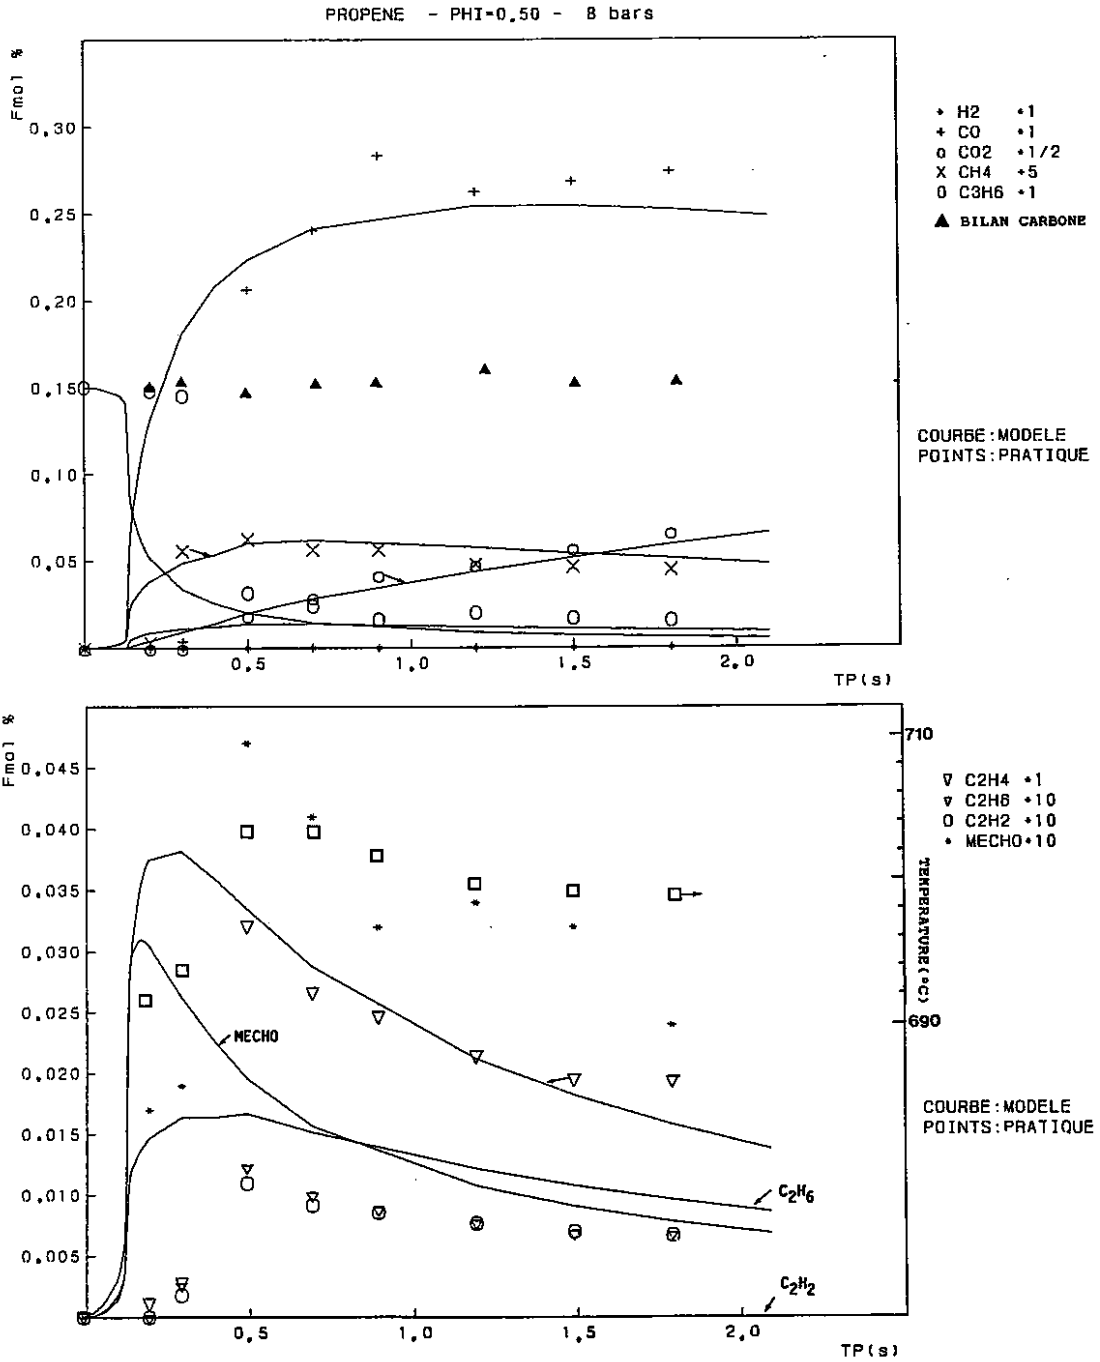 PROPENE - PHI=0.50 - 8 bars
Fmol %
0.30
0.25
0.20
0.15
0.10
0.05
0.5
1.0
1.5
2.0
TP(s)
H2 *1
CO *1
CO2 *1/2
CH4 *5
C3H6 *1
BILAN CARBONE
COURBE:MODELE
POINTS:PRATIQUE
Fmol %
0.045
0.040
0.035
0.030
0.025
0.020
0.015
0.010
0.005
0.5
1.0
1.5
2.0
TP(s)
710
690
TEMPERATURE(°C)
MECHO
C2H6
C2H2
C2H4 *1
C2H6 *10
C2H2 *10
MECHO*10
COURBE:MODELE
POINTS:PRATIQUE